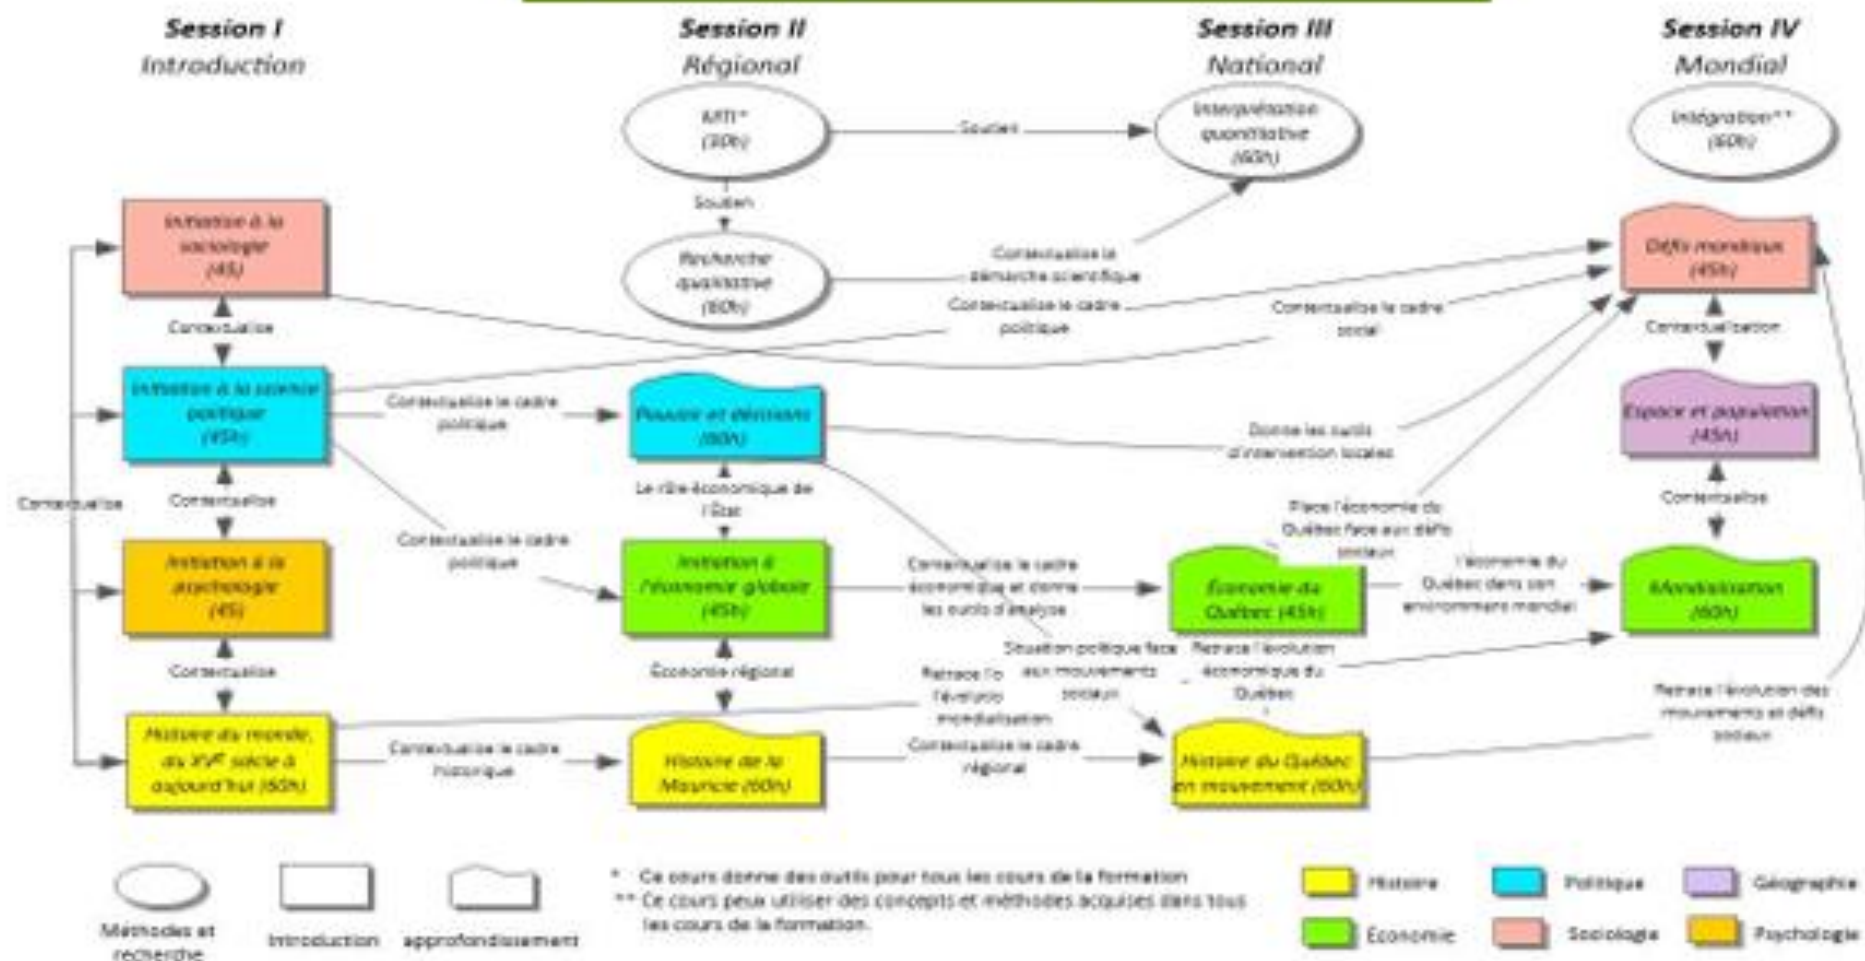 Session I
Introduction
Session II
Régional
Session III
National
Session IV
Mondial
MTI*
(30h)
Soutien
Interprétation
quantitative
(60h)
Intégration**
(60h)
Soutien
Recherche
qualitative
(60h)
Contextualise la
démarche scientifique
Initiation à la
sociologie
(45)
Défis mondiaux
(45h)
Contextualise le cadre
politique
Contextualise le cadre
social
Contextualise
Contextualisation
Initiation à la science
politique
(45h)
Contextualise le cadre
politique
Pouvoir et décisions
(60h)
Donne les outils
d'intervention locales
Espace et population
(45h)
Contextualise
Contextualise
Le rôle économique de
l'État
Contextualise le cadre
politique
Place l'économie du
Québec face aux défis
sociaux
Contextualise
Initiation à la
psychologie
(45)
Initiation à
l'économie globale
(45h)
Contextualise le cadre
économique et donne
les outils d'analyse
Économie du
Québec (45h)
l'économie du
Québec dans son
environment mondial
Mondialisation
(60h)
Contextualise
Économie régional
Retrace l'
l'évolutio
mondialisation
Situation politique face
aux mouvements
sociaux
Retrace l'évolution
économique du
Québec
Retrace l'évolution des
mouvements et défis
sociaux
Histoire du monde,
du XVe siècle à
aujourd'hui (60h)
Contextualise le cadre
historique
Histoire de la
Mauricie (60h)
Contextualise le cadre
régional
Histoire du Québec
en mouvement (60h)
Méthodes et
recherche
Introduction
approfondissement
* Ce cours donne des outils pour tous les cours de la formation
** Ce cours peux utiliser des concepts et méthodes acquises dans tous
les cours de la formation.
Histoire
Politique
Géographie
Économie
Sociologie
Psychologie